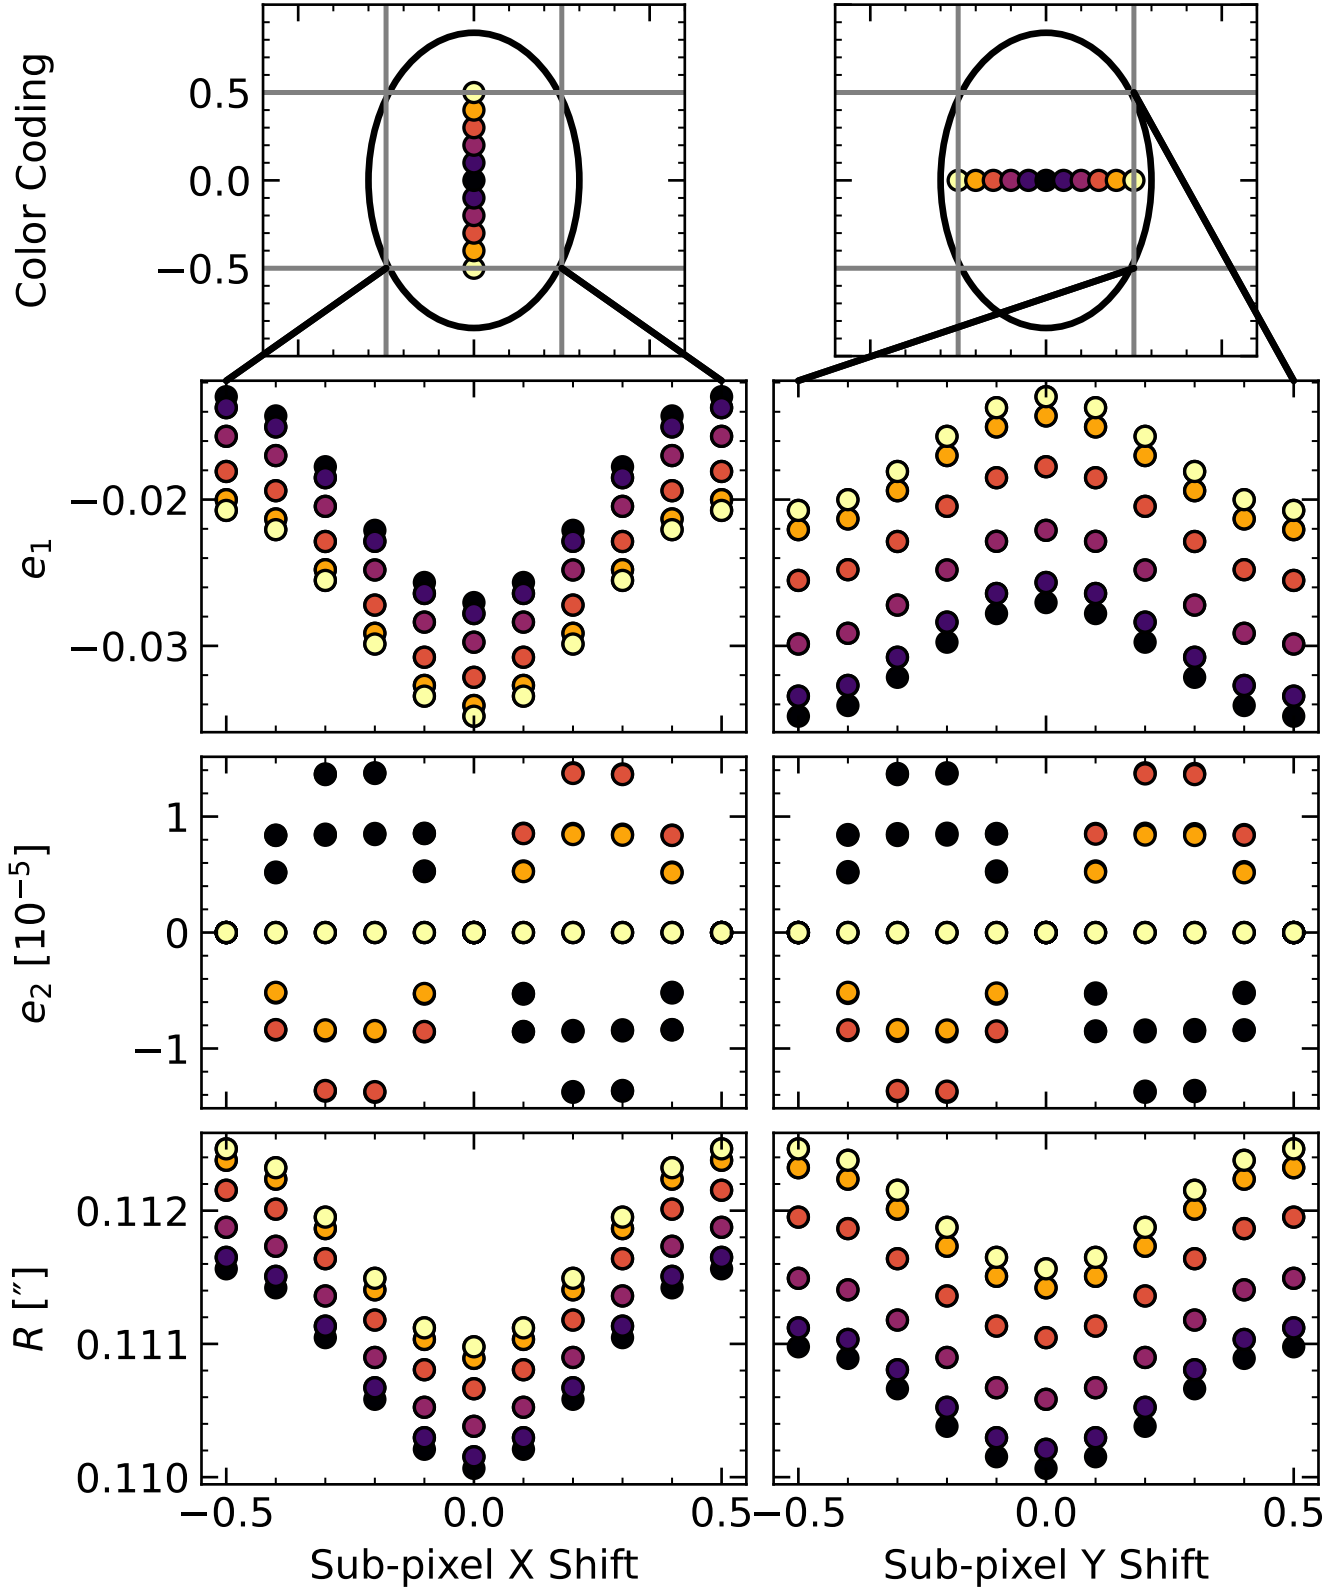 Color Coding
0.5
0.0
−0.5
e₁
−0.02
−0.03
e₂ [10⁻⁵]
1
0
−1
R [″]
0.112
0.111
0.110
−0.5 0.0 0.5 −0.5 0.0 0.5
Sub-pixel X Shift Sub-pixel Y Shift